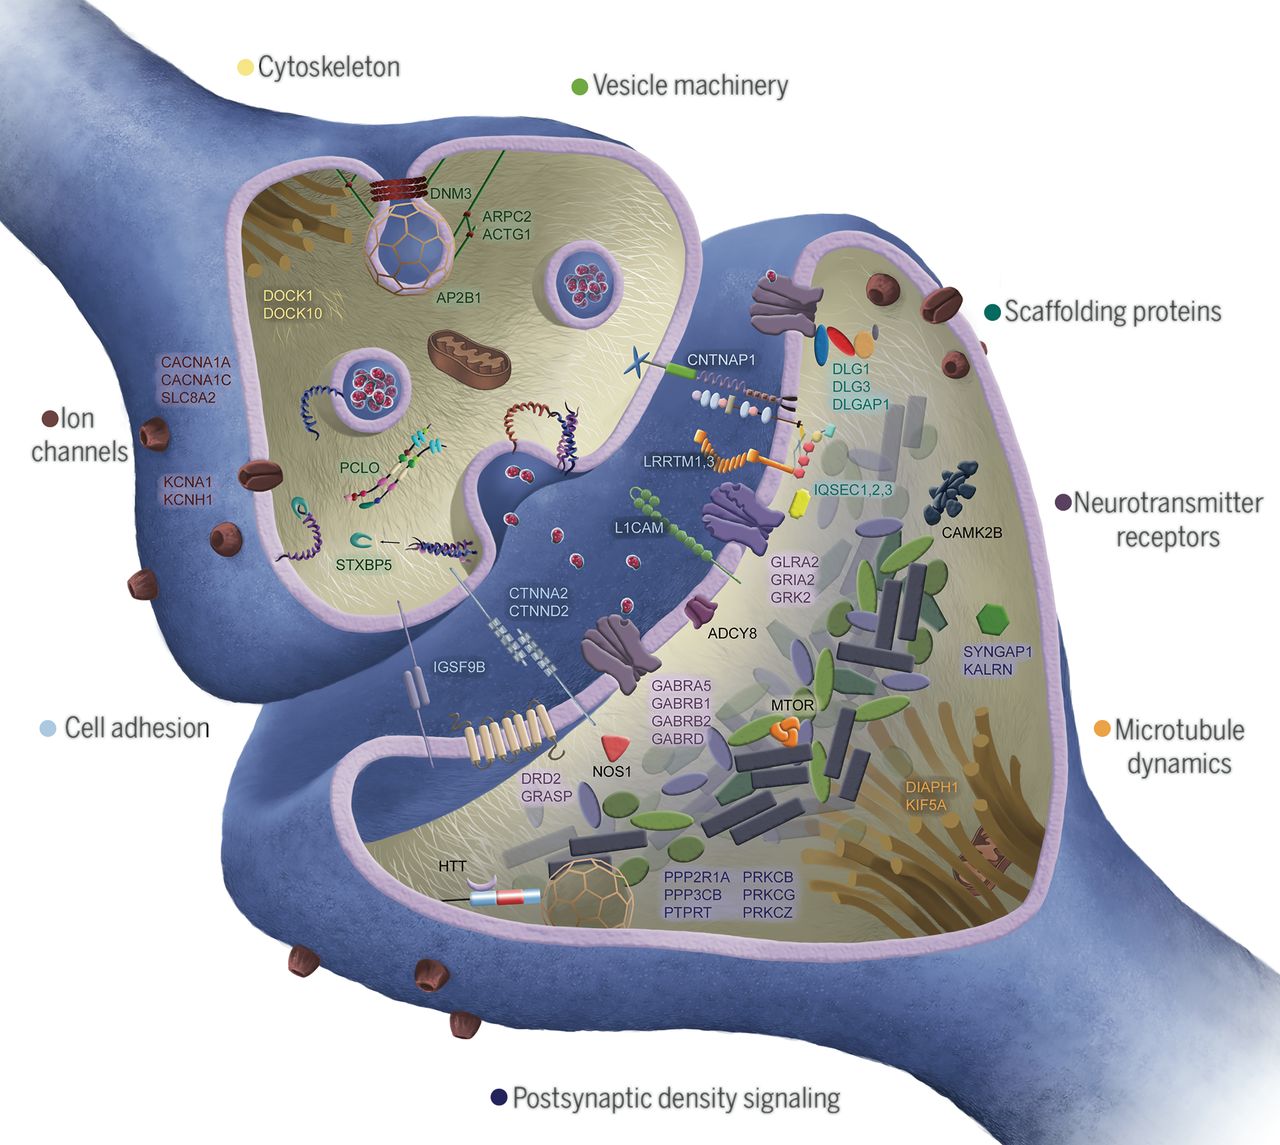 Cytoskeleton
Vesicle machinery
DNM3
ARPC2
ACTG1
AP2B1
DOCK1
DOCK10
Scaffolding proteins
CACNA1A
CACNA1C
SLC8A2
CNTNAP1
DLG1
DLG3
DLGAP1
Ion
channels
PCLO
LRRTM1,3
KCNA1
KCNH1
IQSEC1,2,3
Neurotransmitter
receptors
L1CAM
CAMK2B
STXBP5
GLRA2
GRIA2
GRK2
CTNNA2
CTNND2
ADCY8
SYNGAP1
KALRN
IGSF9B
GABRA5
GABRB1
GABRB2
GABRD
MTOR
Cell adhesion
Microtubule
dynamics
NOS1
DRD2
GRASP
DIAPH1
KIF5A
HTT
PPP2R1A PRKCB
PPP3CB PRKCG
PTPRT PRKCZ
Postsynaptic density signaling